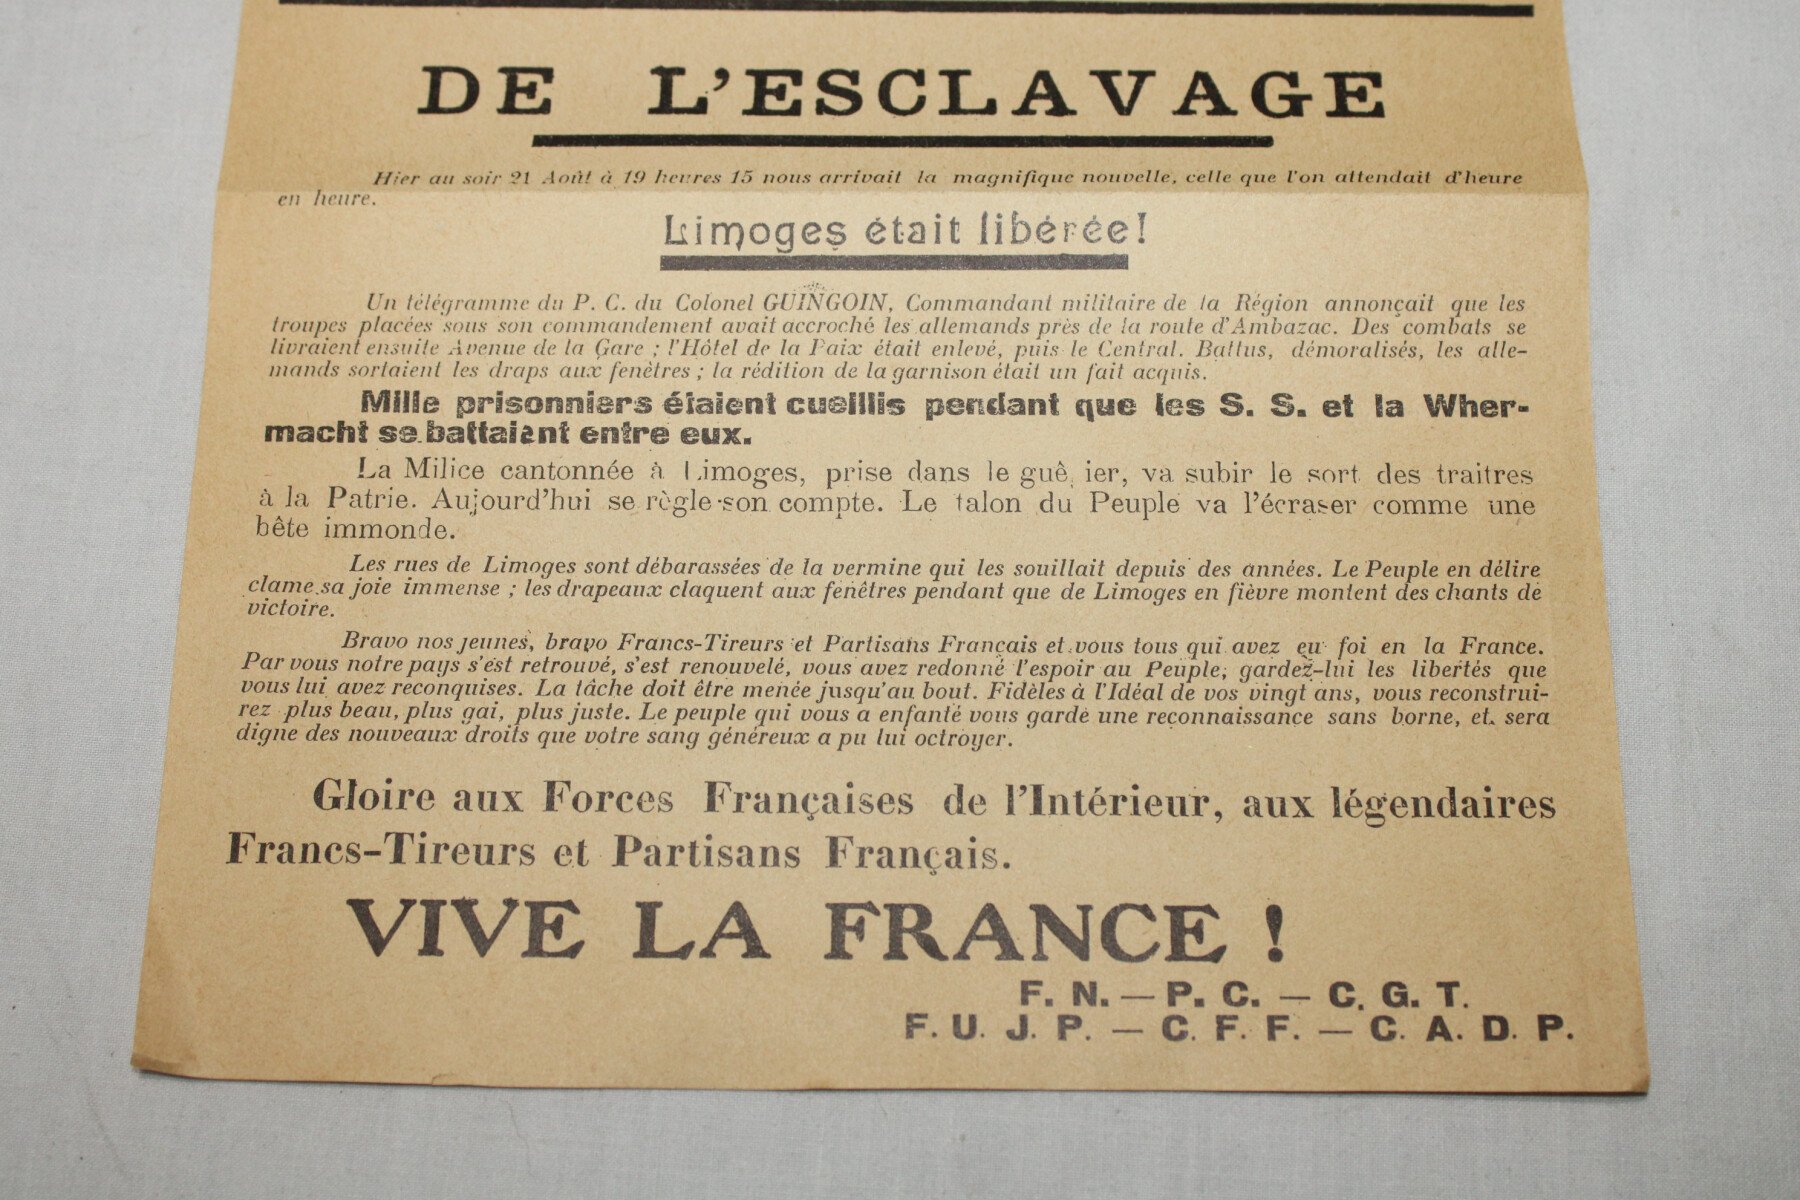 DE L'ESCLAVAGE
Hier au soir 21 Août à 19 heures 15 nous arrivait la magnifique nouvelle, celle que l'on attendait d'heure
en heure.
Limoges était libérée!
Un télégramme du P. C. du Colonel GUINGOIN, Commandant militaire de la Région annonçait que les
troupes placées sous son commandement avait accroché les allemands près de la route d'Ambazac. Des combats se
livraient ensuite Avenue de la Gare ; l'Hôtel de la Paix était enlevé, puis le Central. Battus, démoralisés, les alle-
mands sortaient les draps aux fenêtres ; la rédition de la garnison était un fait acquis.
Mille prisonniers étaient cueillis pendant que les S. S. et la Wher-
macht se battaient entre eux.
La Milice cantonnée à Limoges, prise dans le guê ier, va subir le sort des traitres
à la Patrie. Aujourd'hui se règle son compte. Le talon du Peuple va l'écraser comme une
bête immonde.
Les rues de Limoges sont débarassées de la vermine qui les souillait depuis des années. Le Peuple en délire
clame sa joie immense ; les drapeaux claquent aux fenêtres pendant que de Limoges en fièvre montent des chants de
victoire.
Bravo nos jeunes, bravo Francs-Tireurs et Partisans Français et vous tous qui avez eu foi en la France.
Par vous notre pays s'est retrouvé, s'est renouvelé, vous avez redonné l'espoir au Peuple, gardez-lui les libertés que
vous lui avez reconquises. La tâche doit être menée jusqu'au bout. Fidèles à l'Idéal de vos vingt ans, vous reconstrui-
rez plus beau, plus gai, plus juste. Le peuple qui vous a enfanté vous garde une reconnaissance sans borne, et sera
digne des nouveaux droits que votre sang généreux a pu lui octroyer.
Gloire aux Forces Françaises de l'Intérieur, aux légendaires
Francs-Tireurs et Partisans Français.
VIVE LA FRANCE !
F. N. — P. C. — C. G. T.
F. U. J. P. — C. F. F. — C. A. D. P.